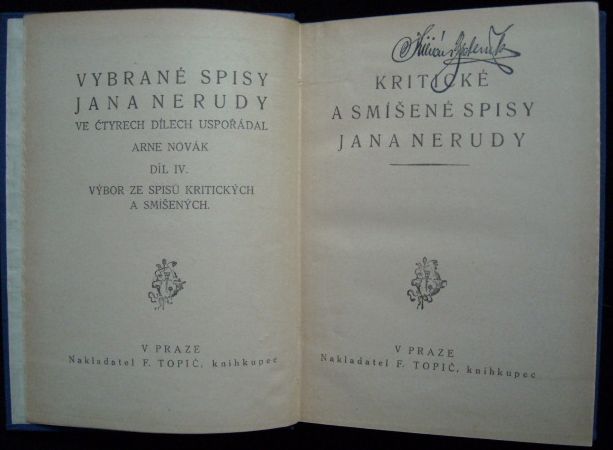 VYBRANÉ SPISY
JANA NERUDY
VE ČTYRECH DÍLECH USPOŘÁDAL
ARNE NOVÁK
DÍL IV.
VÝBOR ZE SPISŮ KRITICKÝCH
A SMÍŠENÝCH.
V PRAZE
Nakladatel F. TOPIČ, knihkupec
KRITICKÉ
A SMÍŠENÉ SPISY
JANA NERUDY
V PRAZE
Nakladatel F. TOPIČ, knihkupec